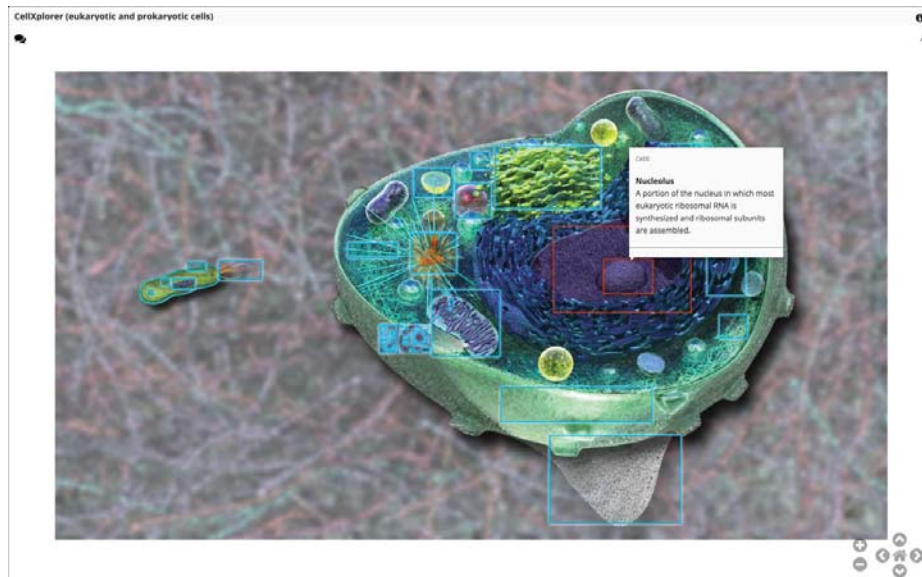 CellXplorer (eukaryotic and prokaryotic cells)
Nucleolus
A portion of the nucleus in which most
eukaryotic ribosomal RNA is
synthesized and ribosomal subunits
are assembled.